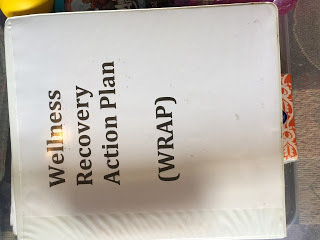 Wellness
Recovery
Action Plan
(WRAP)